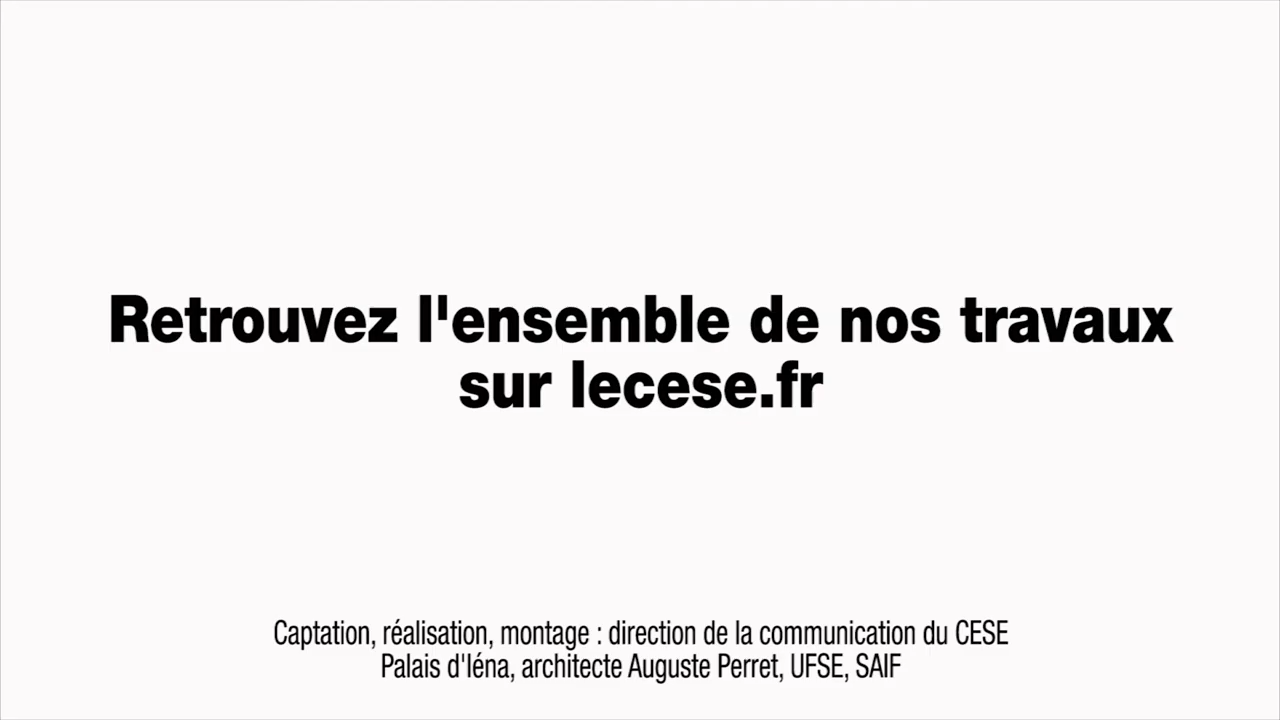 Retrouvez l'ensemble de nos travaux
sur lecese.fr
Captation, réalisation, montage : direction de la communication du CESE
Palais d'Iéna, architecte Auguste Perret, UFSE, SAIF